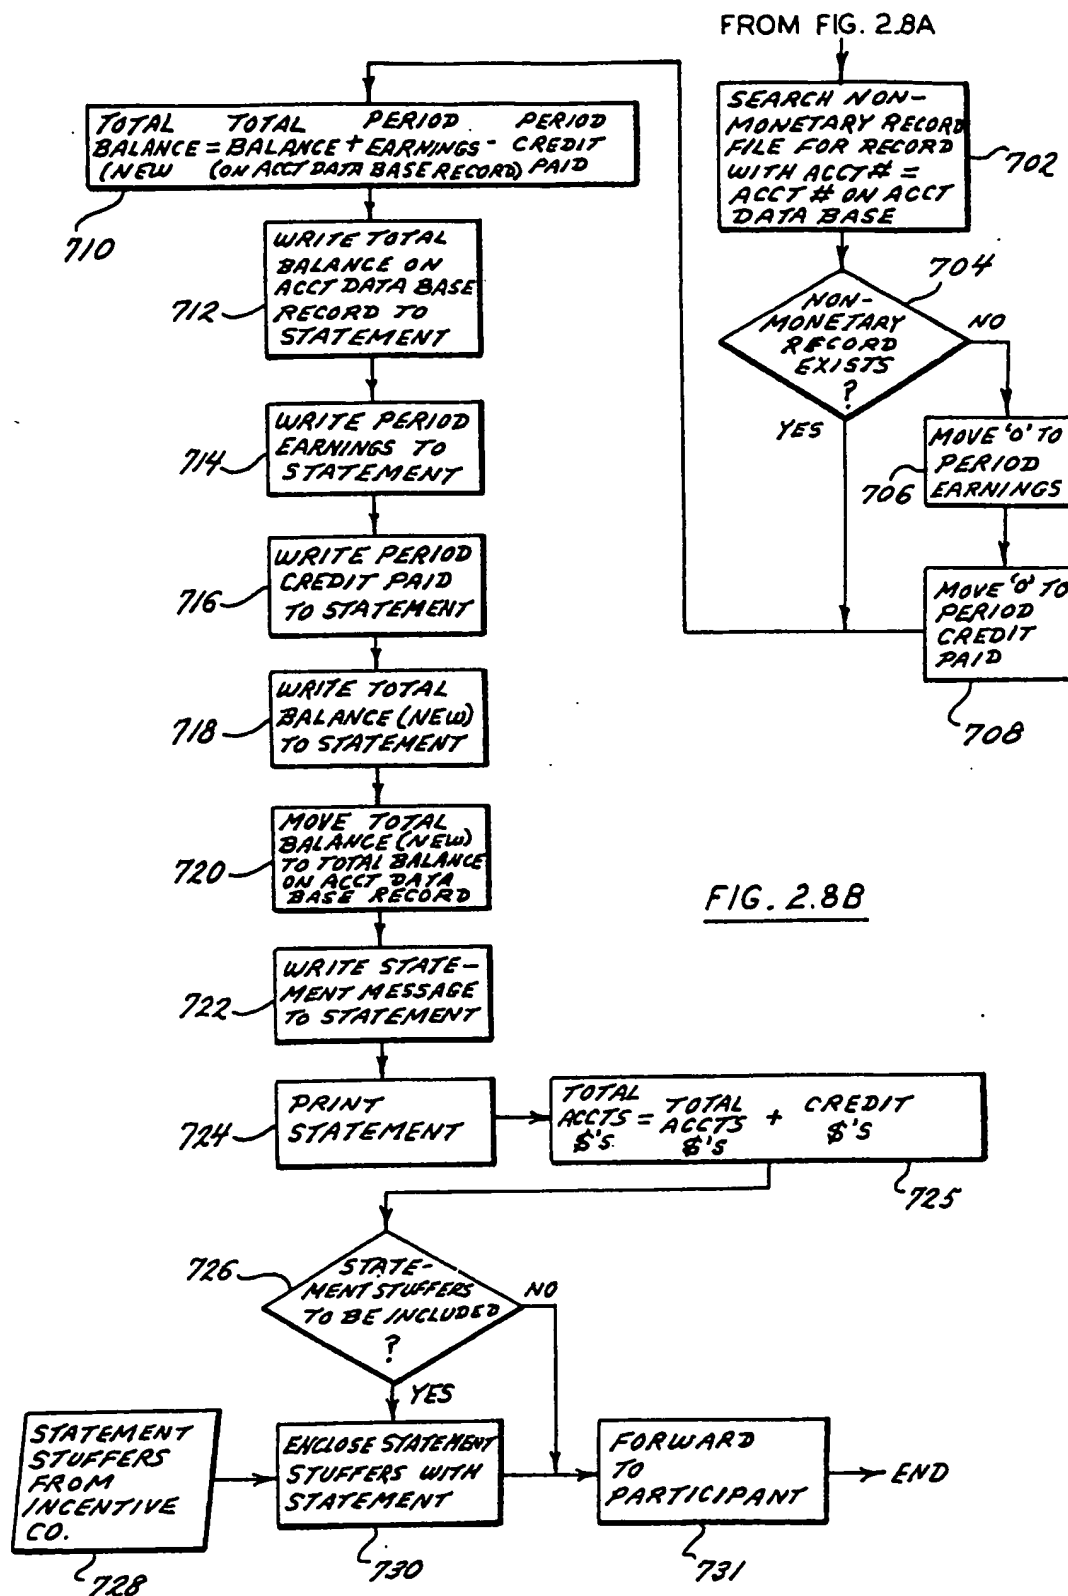 FROM FIG. 2.8A
SEARCH NON-
MONETARY RECORD
FILE FOR RECORD
WITH ACCT# =
ACCT # ON ACCT
DATA BASE
702
704
NON-
MONETARY
RECORD
EXISTS
?
NO
YES
MOVE '0' TO
PERIOD
EARNINGS
706
MOVE '0' TO
PERIOD
CREDIT
PAID
708
TOTAL TOTAL PERIOD PERIOD
BALANCE = BALANCE + EARNINGS - CREDIT
(NEW (ON ACCT DATA BASE RECORD) PAID
710
WRITE TOTAL
BALANCE ON
ACCT DATA BASE
RECORD TO
STATEMENT
712
WRITE PERIOD
EARNINGS TO
STATEMENT
714
WRITE PERIOD
CREDIT PAID
TO STATEMENT
716
WRITE TOTAL
BALANCE (NEW)
TO STATEMENT
718
MOVE TOTAL
BALANCE (NEW)
TO TOTAL BALANCE
ON ACCT DATA
BASE RECORD
720
FIG. 2.8B
WRITE STATE-
MENT MESSAGE
TO STATEMENT
722
PRINT
STATEMENT
724
TOTAL TOTAL CREDIT
ACCTS = ACCTS + $'S
$'S. $'S
725
726
STATE-
MENT STUFFERS
TO BE INCLUDED
?
NO
YES
STATEMENT
STUFFERS
FROM
INCENTIVE
CO.
728
ENCLOSE STATEMENT
STUFFERS WITH
STATEMENT
730
FORWARD
TO
PARTICIPANT
731
END